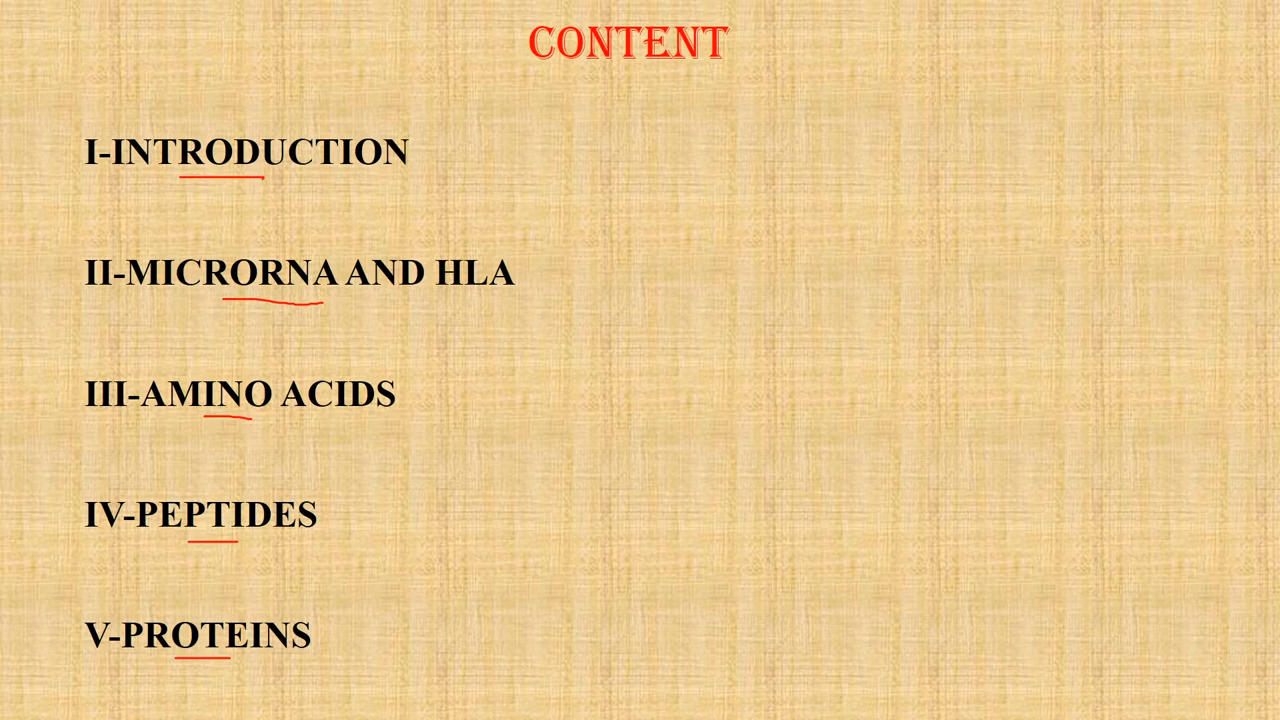 CONTENT
I-INTRODUCTION
II-MICRORNA AND HLA
III-AMINO ACIDS
IV-PEPTIDES
V-PROTEINS